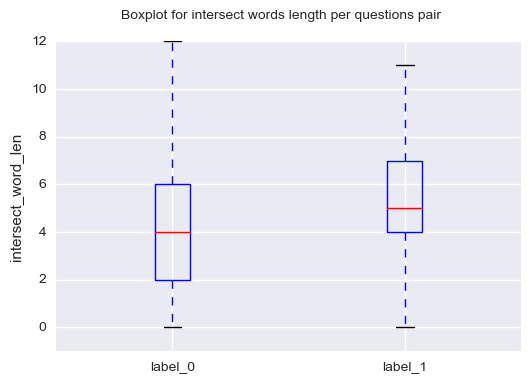 Boxplot for intersect words length per questions pair
12
10
8
6
4
2
0
intersect_word_len
label_0
label_1